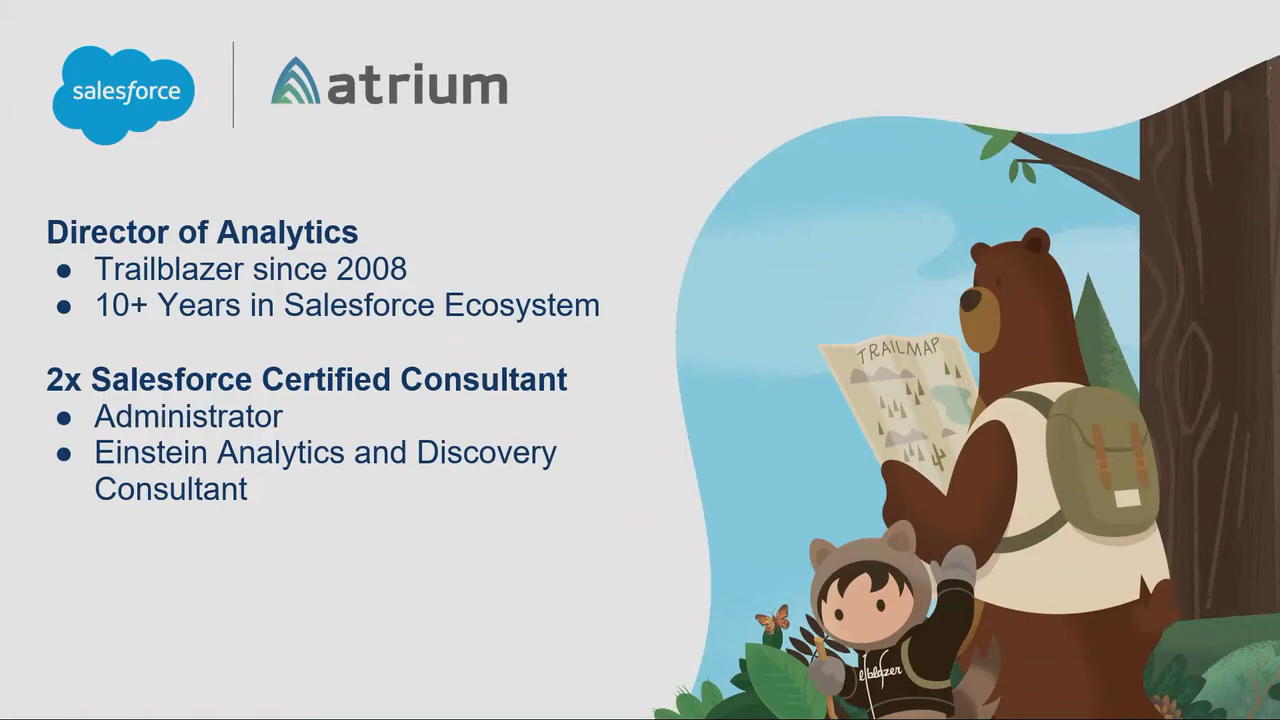 salesforce
atrium
Director of Analytics
● Trailblazer since 2008
● 10+ Years in Salesforce Ecosystem
2x Salesforce Certified Consultant
● Administrator
● Einstein Analytics and Discovery
Consultant
TRAILMAP